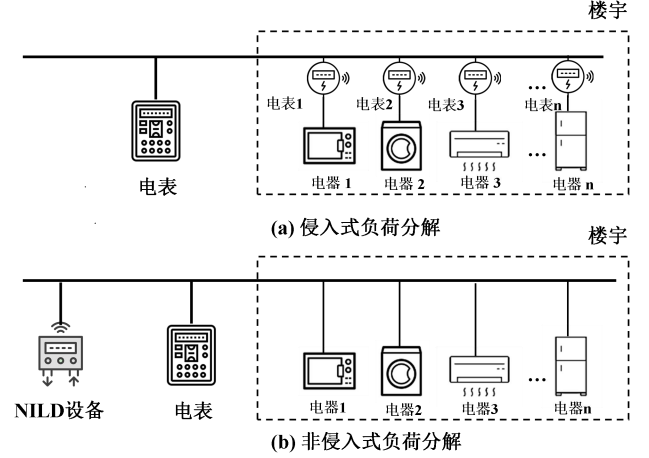 楼宇
电表1 电表2 电表3 ... 电表n
电表
电器 1 电器 2 电器 3 ... 电器 n
(a) 侵入式负荷分解
楼宇
NILD设备 电表 电器1 电器2 电器3 ... 电器n
(b) 非侵入式负荷分解